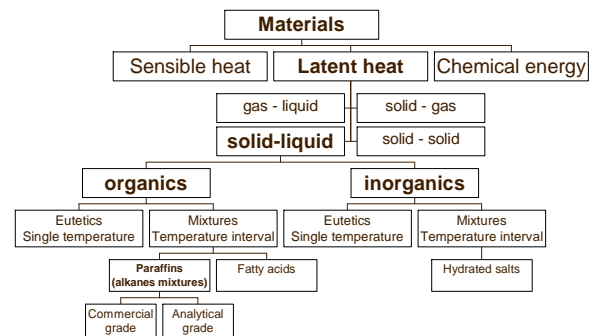 Materials
Sensible heat
Latent heat
Chemical energy
gas - liquid
solid - gas
solid-liquid
solid - solid
organics
inorganics
Eutetics
Single temperature
Mixtures
Temperature interval
Eutetics
Single temperature
Mixtures
Temperature interval
Paraffins
(alkanes mixtures)
Fatty acids
Hydrated salts
Commercial
grade
Analytical
grade